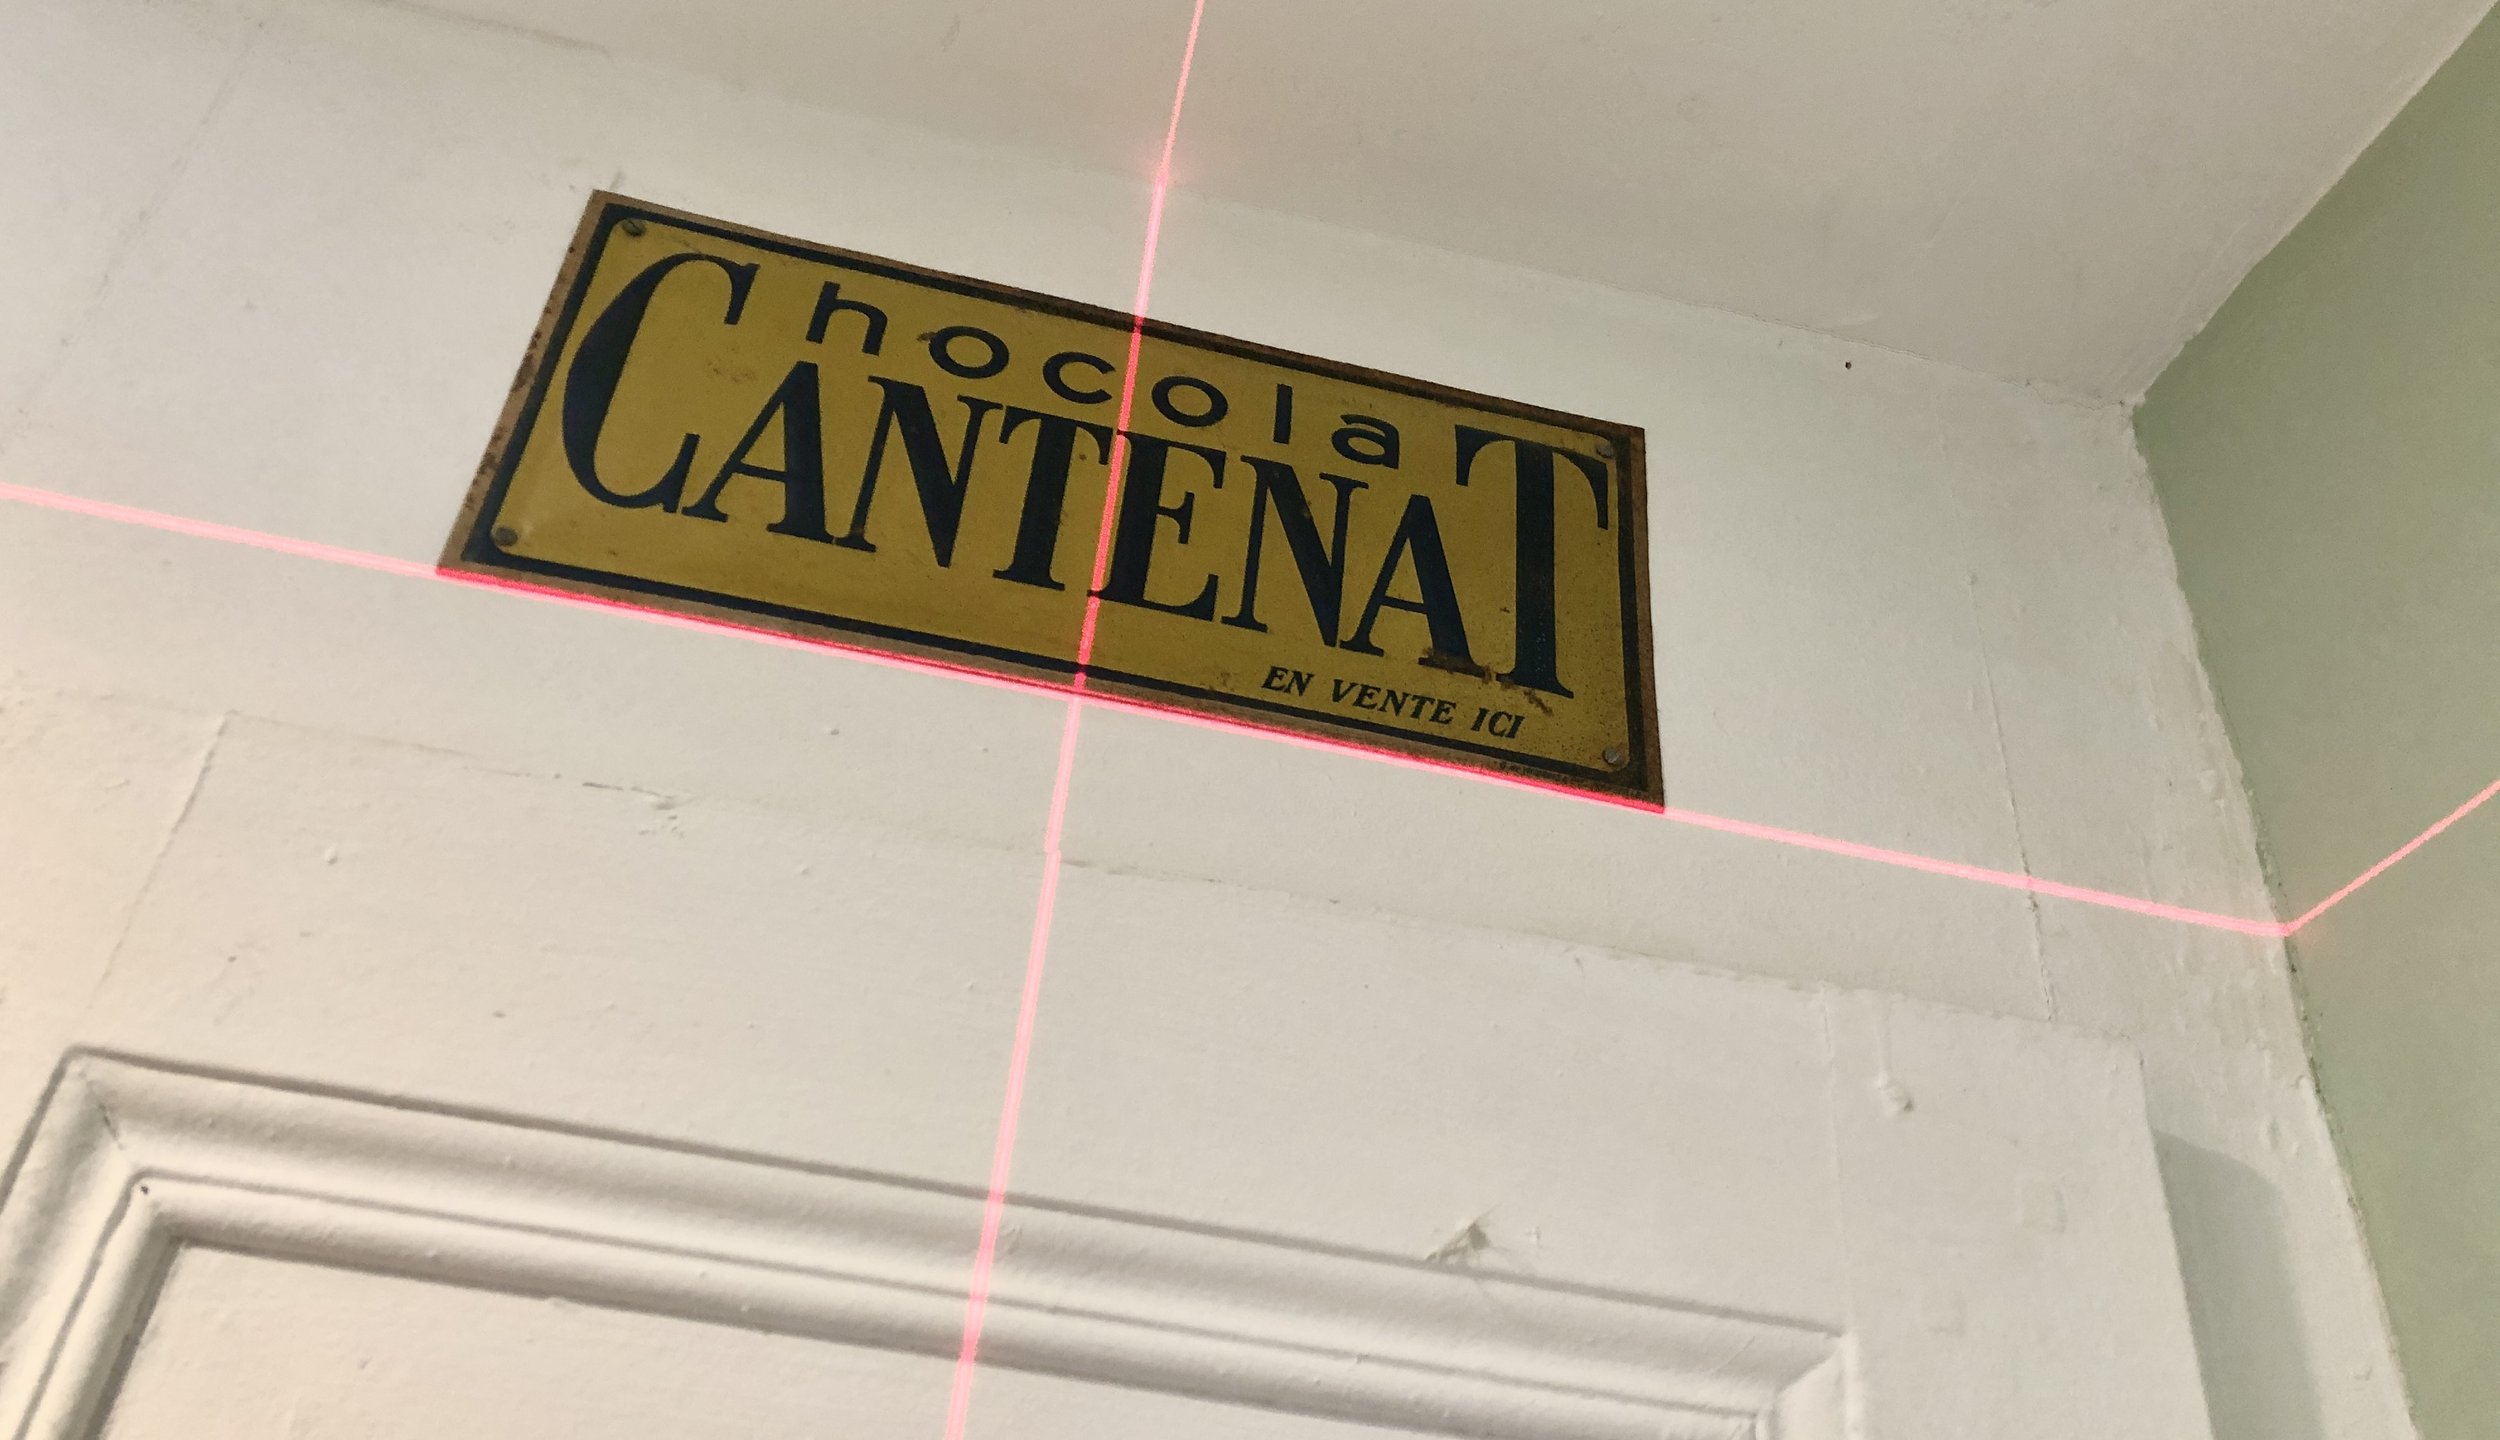 Chocolat
CANTENAT
EN VENTE ICI